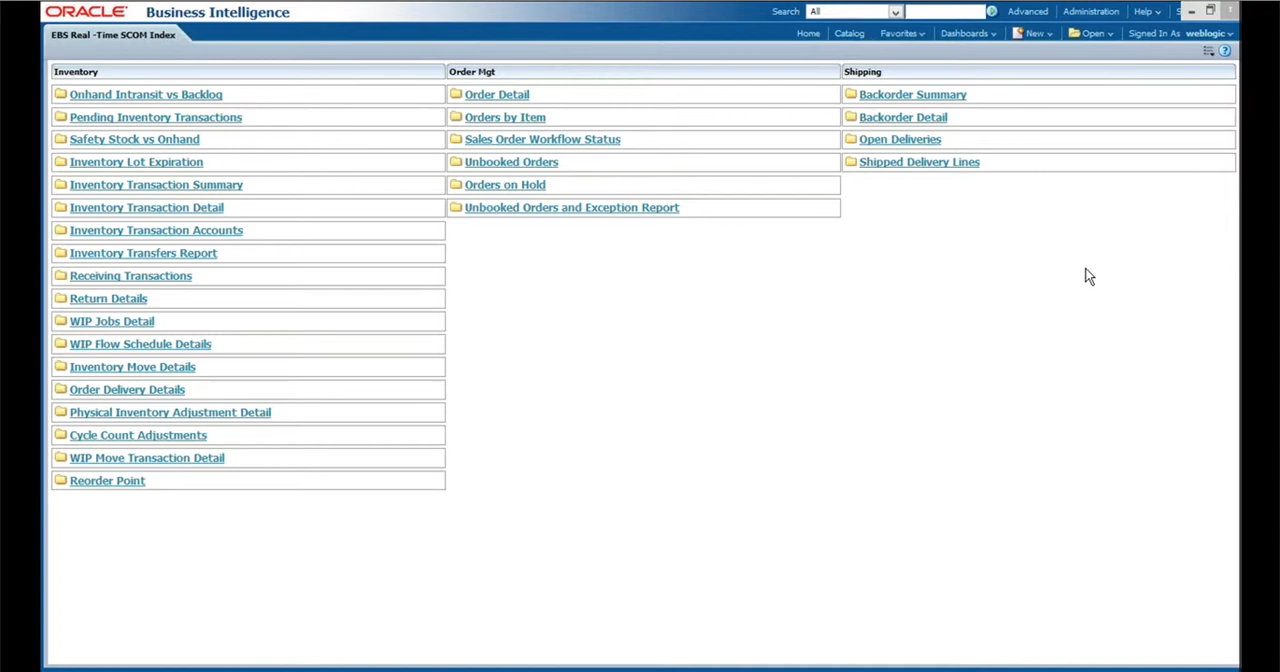 ORACLE Business Intelligence
Search All Advanced Administration Help
EBS Real -Time SCOM Index
Home Catalog Favorites Dashboards New Open Signed In As weblogic
Inventory
Onhand Intransit vs Backlog
Pending Inventory Transactions
Safety Stock vs Onhand
Inventory Lot Expiration
Inventory Transaction Summary
Inventory Transaction Detail
Inventory Transaction Accounts
Inventory Transfers Report
Receiving Transactions
Return Details
WIP Jobs Detail
WIP Flow Schedule Details
Inventory Move Details
Order Delivery Details
Physical Inventory Adjustment Detail
Cycle Count Adjustments
WIP Move Transaction Detail
Reorder Point
Order Mgt
Order Detail
Orders by Item
Sales Order Workflow Status
Unbooked Orders
Orders on Hold
Unbooked Orders and Exception Report
Shipping
Backorder Summary
Backorder Detail
Open Deliveries
Shipped Delivery Lines